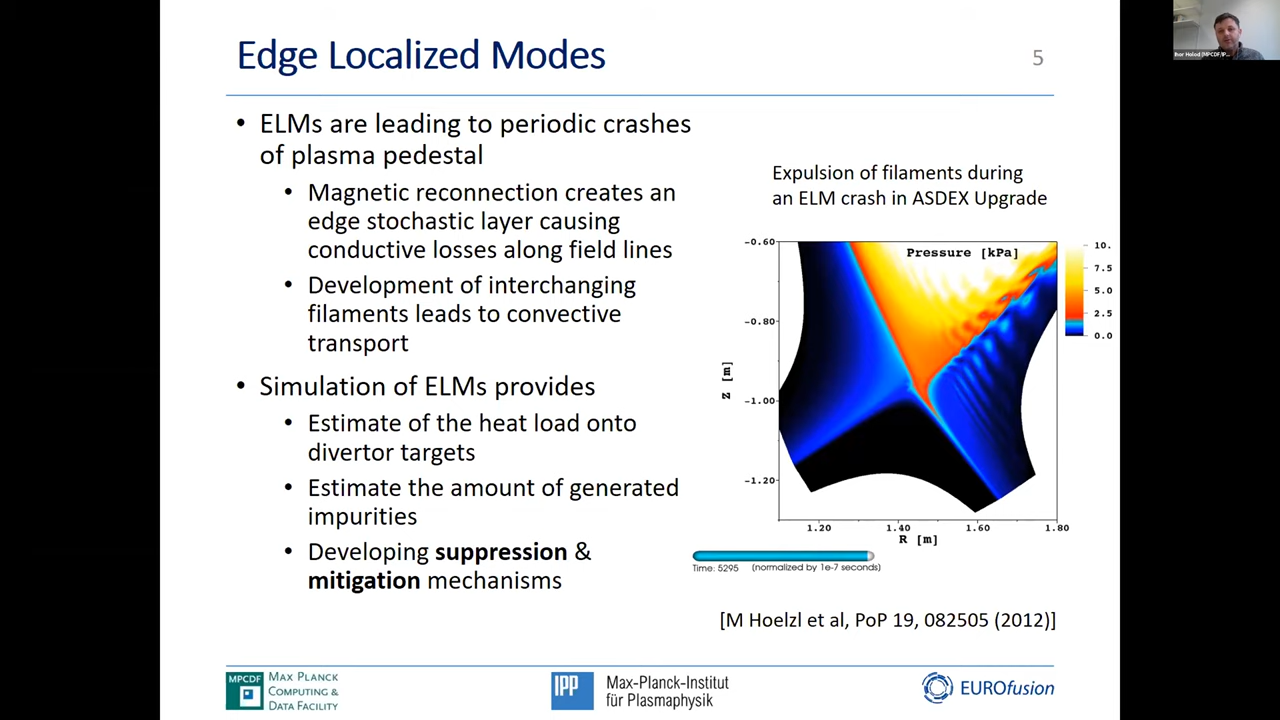 Edge Localized Modes
5
Ihor Holod (MPCDF/IP...
• ELMs are leading to periodic crashes
of plasma pedestal
• Magnetic reconnection creates an
edge stochastic layer causing
conductive losses along field lines
• Development of interchanging
filaments leads to convective
transport
• Simulation of ELMs provides
• Estimate of the heat load onto
divertor targets
• Estimate the amount of generated
impurities
• Developing suppression &
mitigation mechanisms
Expulsion of filaments during
an ELM crash in ASDEX Upgrade
Pressure [kPa]
10.
7.5
5.0
2.5
0.0
-0.60
-0.80
-1.00
-1.20
Z [m]
1.20 1.40 1.60 1.80
R [m]
Time: 5295 (normalized by 1e-7 seconds)
[M Hoelzl et al, PoP 19, 082505 (2012)]
MPCDF
MAX PLANCK
COMPUTING &
DATA FACILITY
IPP
Max-Planck-Institut
für Plasmaphysik
EUROfusion